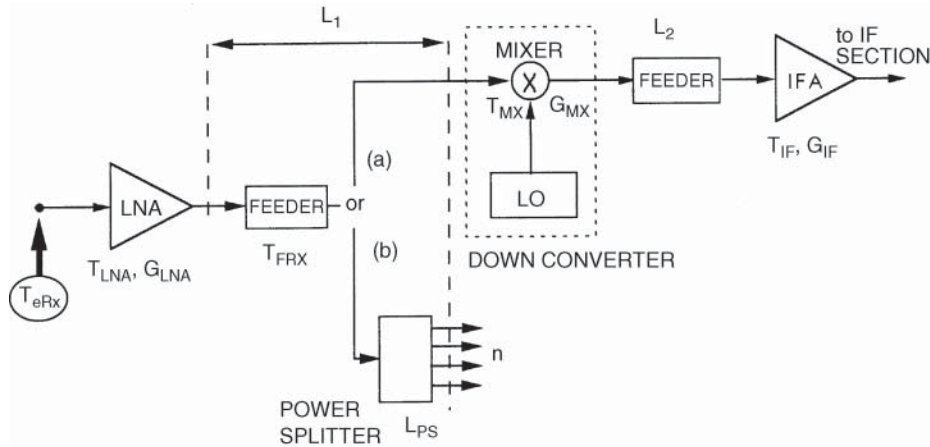 L1
L2
to IF
SECTION
MIXER
X
FEEDER
IFA
TMX
GMX
TIF, GIF
(a)
LO
LNA
FEEDER
or
(b)
DOWN CONVERTER
TFRX
TLNA, GLNA
TeRx
n
POWER
SPLITTER
LPS